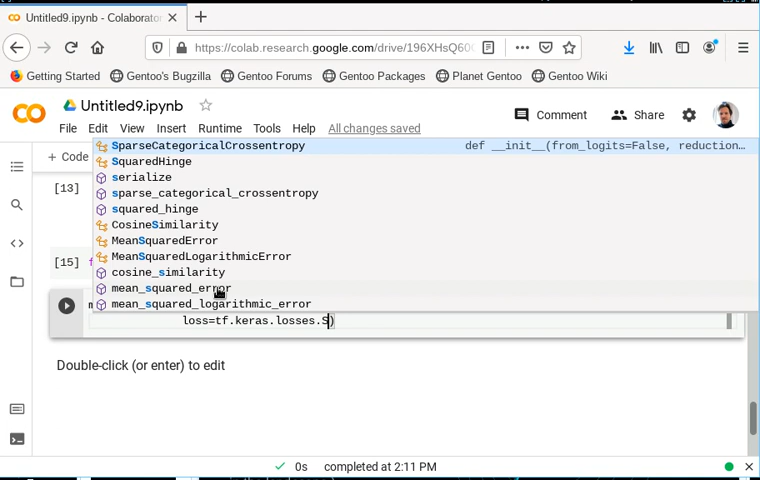 Untitled9.ipynb - Colaborator
https://colab.research.google.com/drive/196XHsQ60
Getting Started Gentoo's Bugzilla Gentoo Forums Gentoo Packages Planet Gentoo Gentoo Wiki
Untitled9.ipynb
Comment Share
File Edit View Insert Runtime Tools Help All changes saved
+ Code
SparseCategoricalCrossentropy def __init__(from_logits=False, reduction…
SquaredHinge
serialize
[13]
sparse_categorical_crossentropy
squared_hinge
CosineSimilarity
MeanSquaredError
MeanSquaredLogarithmicError
[15] f
cosine_similarity
mean_squared_error
mean_squared_logarithmic_error
loss=tf.keras.losses.S)
Double-click (or enter) to edit
0s completed at 2:11 PM